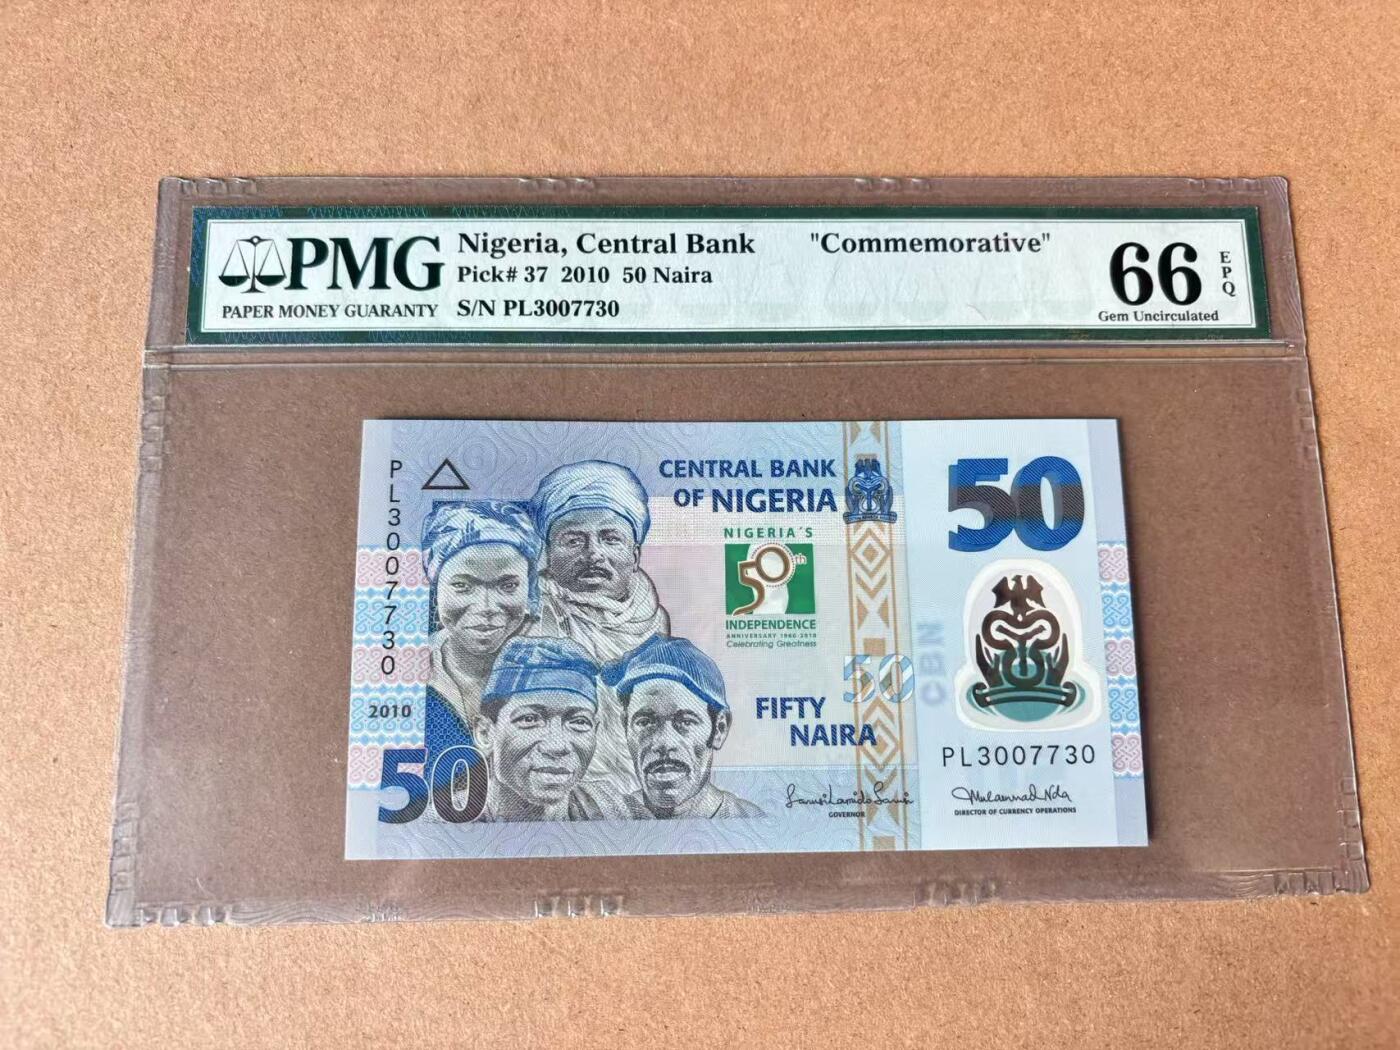 PMG
PAPER MONEY GUARANTY
Nigeria, Central Bank "Commemorative"
Pick# 37 2010 50 Naira
S/N PL3007730
66
EPQ
Gem Uncirculated
PL3007730
CENTRAL BANK
OF NIGERIA
50
NIGERIA'S
50th
INDEPENDENCE
ANNIVERSARY 1960-2010
Celebrating Greatness
2010
50
FIFTY
NAIRA
50
CBN
PL3007730
GOVERNOR
DIRECTOR OF CURRENCY OPERATIONS